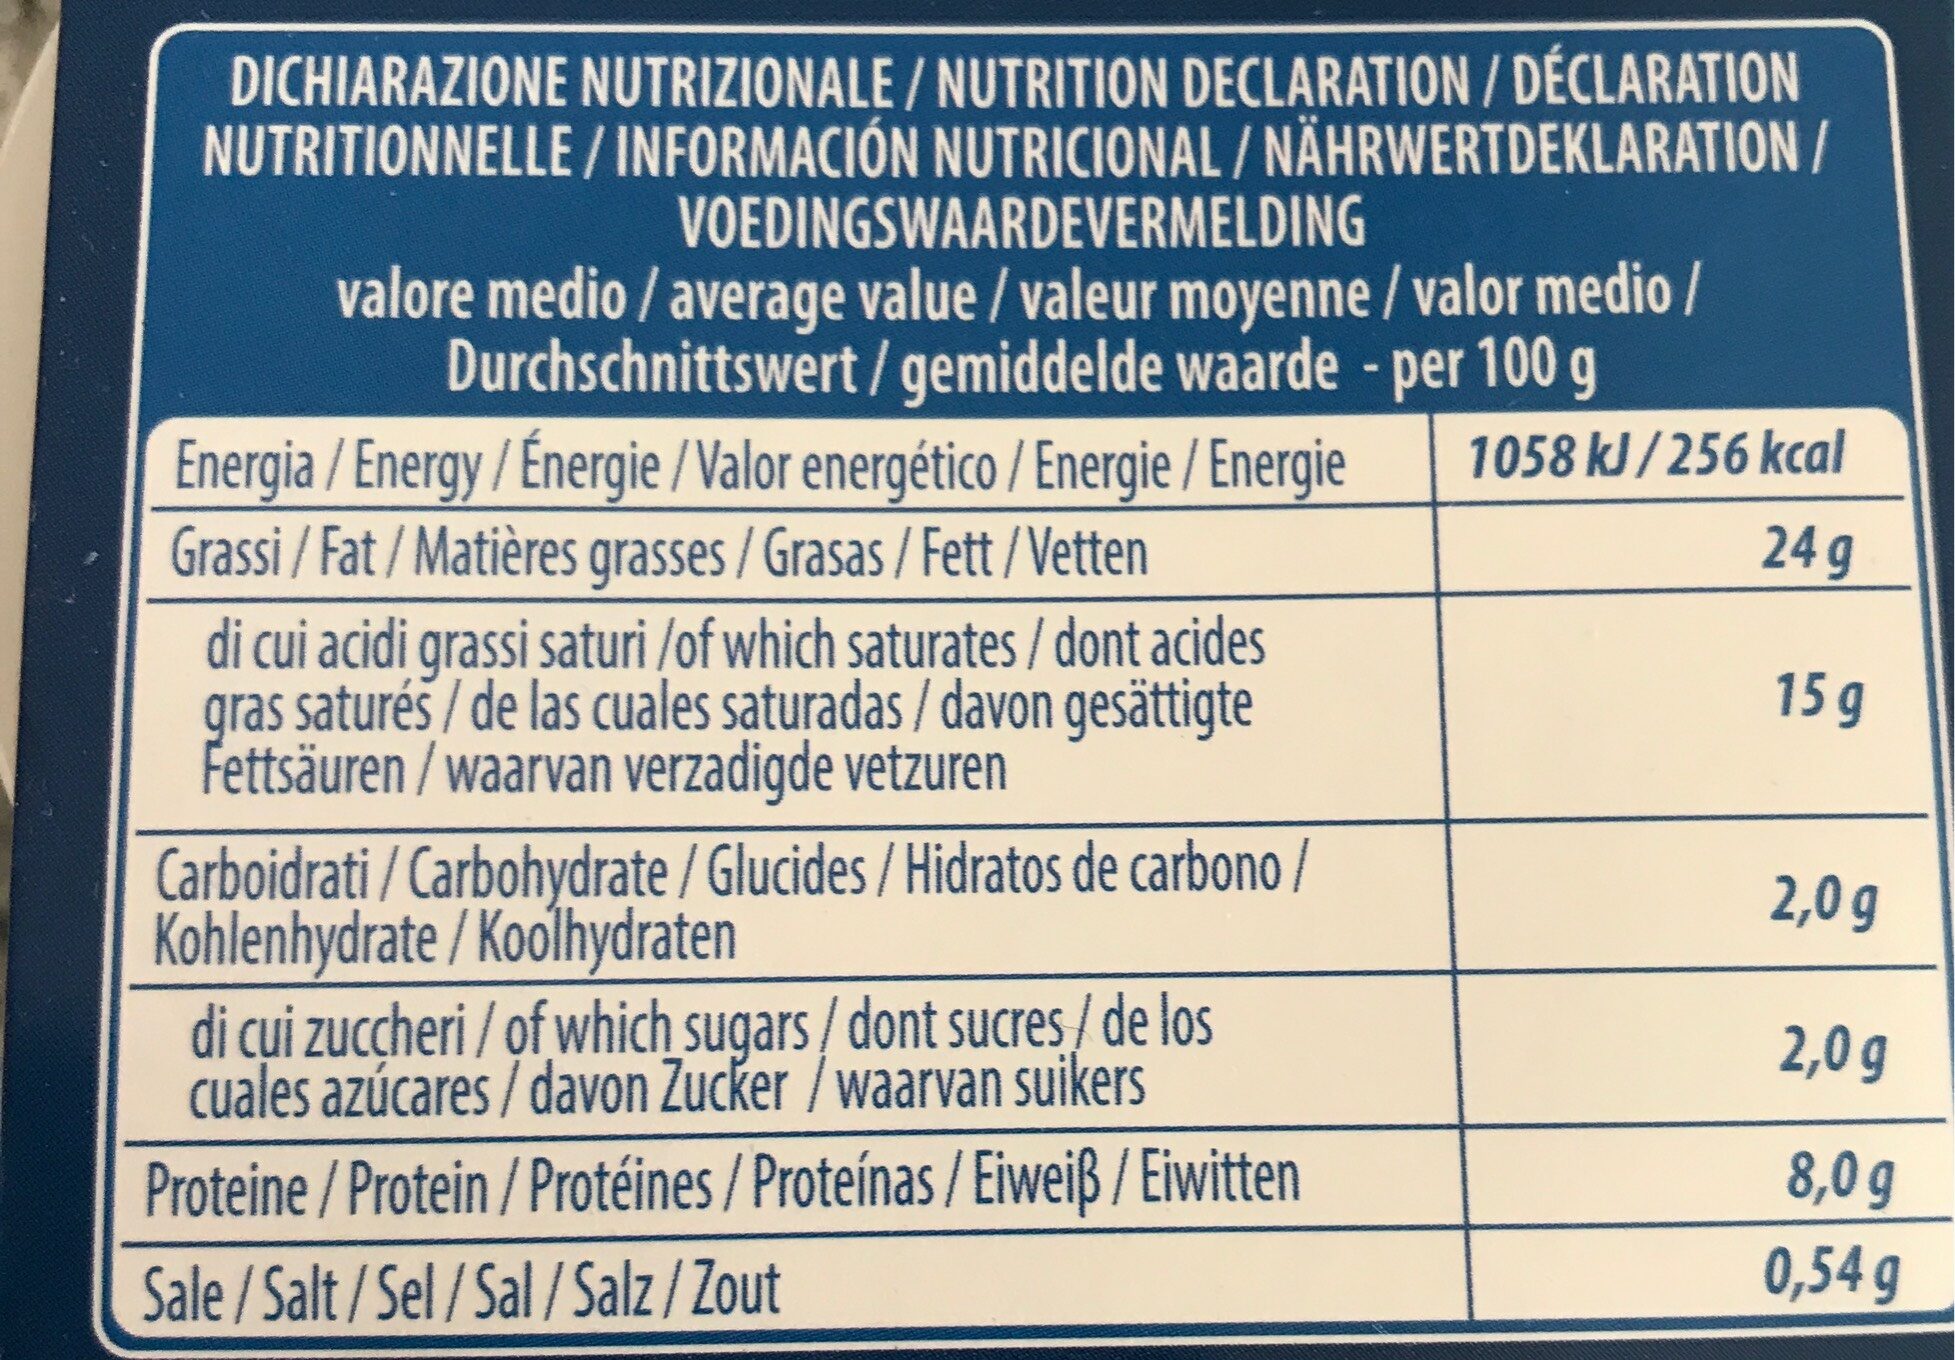 DICHIARAZIONE NUTRIZIONALE / NUTRITION DECLARATION / DÉCLARATION
NUTRITIONNELLE / INFORMACIÓN NUTRICIONAL / NÄHRWERTDEKLARATION /
VOEDINGSWAARDEVERMELDING
valore medio / average value / valeur moyenne / valor medio /
Durchschnittswert / gemiddelde waarde - per 100 g
Energia / Energy / Énergie / Valor energético / Energie / Energie 1058 kJ / 256 kcal
Grassi / Fat / Matières grasses / Grasas / Fett / Vetten 24 g
di cui acidi grassi saturi /of which saturates / dont acides
gras saturés / de las cuales saturadas / davon gesättigte 15 g
Fettsäuren / waarvan verzadigde vetzuren
Carboidrati / Carbohydrate / Glucides / Hidratos de carbono / 2,0 g
Kohlenhydrate / Koolhydraten
di cui zuccheri / of which sugars / dont sucres / de los 2,0 g
cuales azúcares / davon Zucker / waarvan suikers
Proteine / Protein / Protéines / Proteínas / Eiweiß / Eiwitten 8,0 g
Sale / Salt / Sel / Sal / Salz / Zout 0,54 g